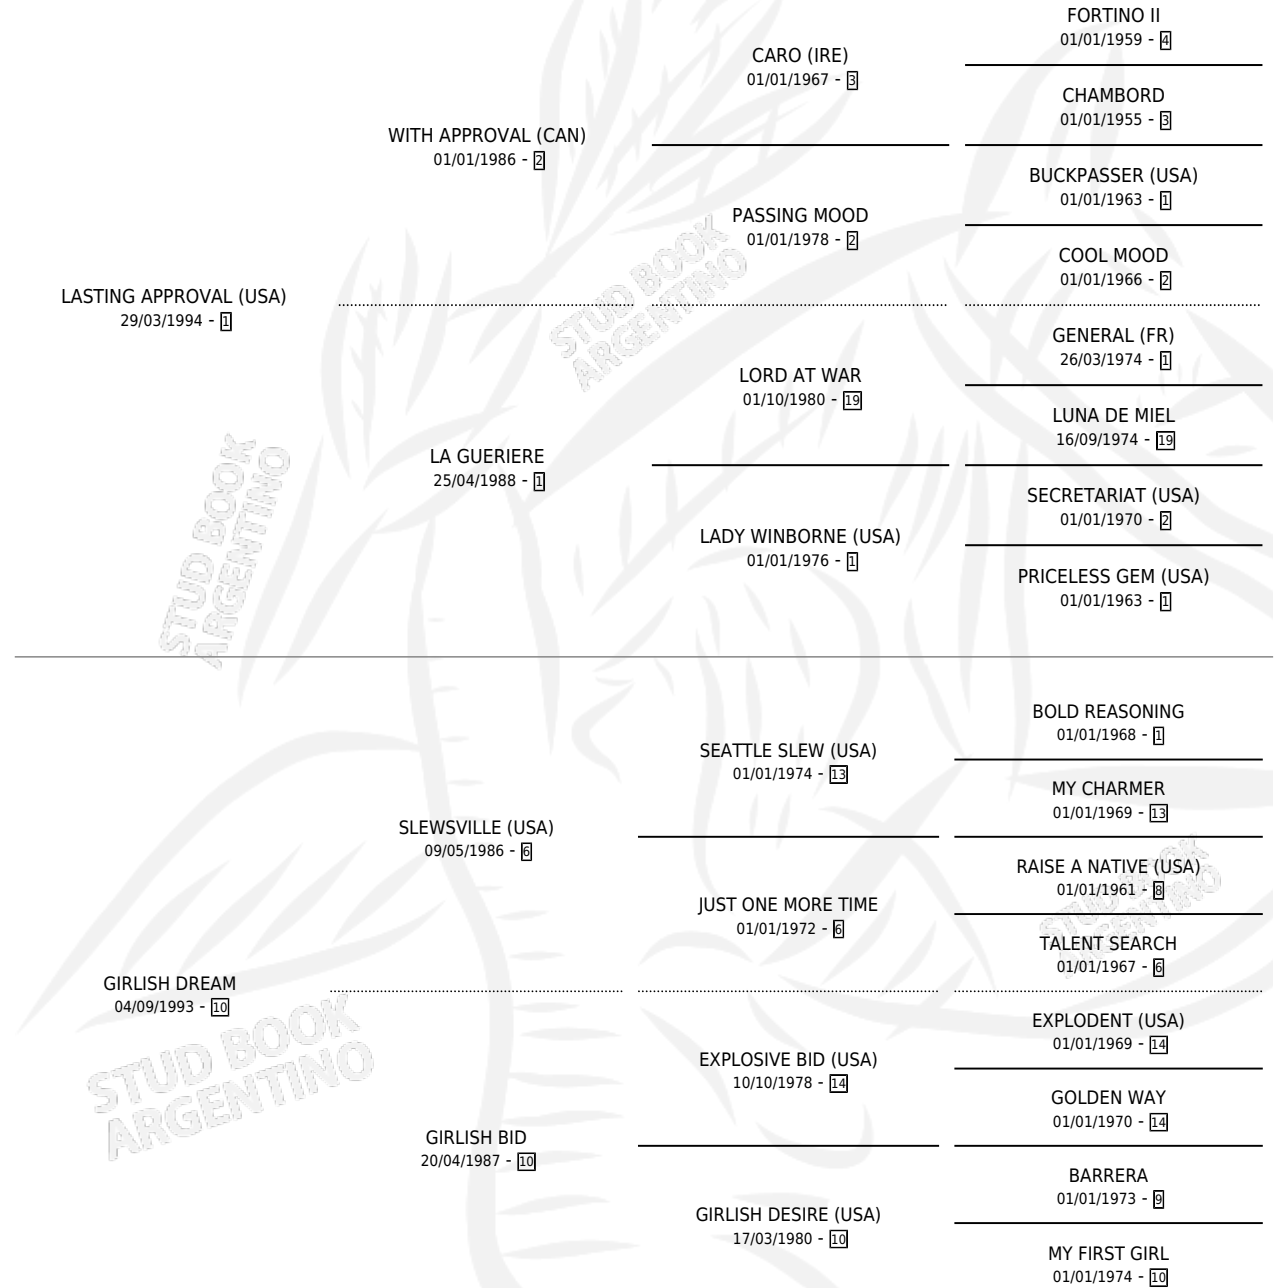 FORTINO II
01/01/1959 - 4
CARO (IRE)
01/01/1967 - 3
CHAMBORD
01/01/1955 - 3
WITH APPROVAL (CAN)
01/01/1986 - 2
BUCKPASSER (USA)
01/01/1963 - 1
PASSING MOOD
01/01/1978 - 2
COOL MOOD
01/01/1966 - 2
LASTING APPROVAL (USA)
29/03/1994 - 1
STUD BOOK
ARGENTINO
GENERAL (FR)
26/03/1974 - 1
LORD AT WAR
01/10/1980 - 19
LUNA DE MIEL
16/09/1974 - 19
LA GUERIERE
25/04/1988 - 1
SECRETARIAT (USA)
01/01/1970 - 2
LADY WINBORNE (USA)
01/01/1976 - 1
PRICELESS GEM (USA)
01/01/1963 - 1
STUD BOOK
ARGENTINO
BOLD REASONING
01/01/1968 - 1
SEATTLE SLEW (USA)
01/01/1974 - 13
MY CHARMER
01/01/1969 - 13
SLEWSVILLE (USA)
09/05/1986 - 6
RAISE A NATIVE (USA)
01/01/1961 - 8
JUST ONE MORE TIME
01/01/1972 - 6
STUD BOOK
ARGENTINO
TALENT SEARCH
01/01/1967 - 6
GIRLISH DREAM
04/09/1993 - 10
EXPLODENT (USA)
01/01/1969 - 14
EXPLOSIVE BID (USA)
10/10/1978 - 14
GOLDEN WAY
01/01/1970 - 14
STUD BOOK
ARGENTINO
GIRLISH BID
20/04/1987 - 10
BARRERA
01/01/1973 - 9
GIRLISH DESIRE (USA)
17/03/1980 - 10
MY FIRST GIRL
01/01/1974 - 10